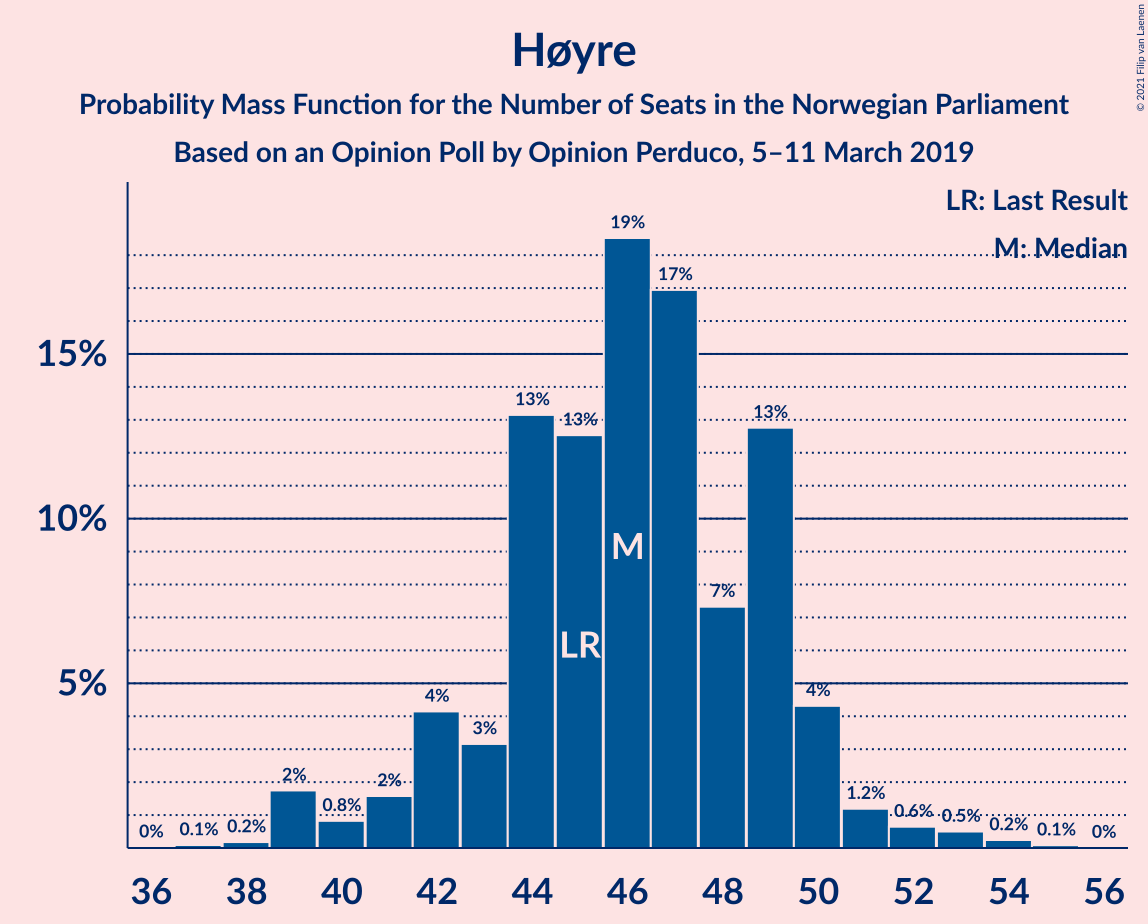 Høyre
Probability Mass Function for the Number of Seats in the Norwegian Parliament
Based on an Opinion Poll by Opinion Perduco, 5–11 March 2019
© 2021 Filip van Laenen
LR: Last Result
M: Median
15%
10%
5%
0%
0.1%
0.2%
2%
0.8%
2%
4%
3%
13%
13%
19%
17%
7%
13%
4%
1.2%
0.6%
0.5%
0.2%
0.1%
0%
M
LR
36 38 40 42 44 46 48 50 52 54 56